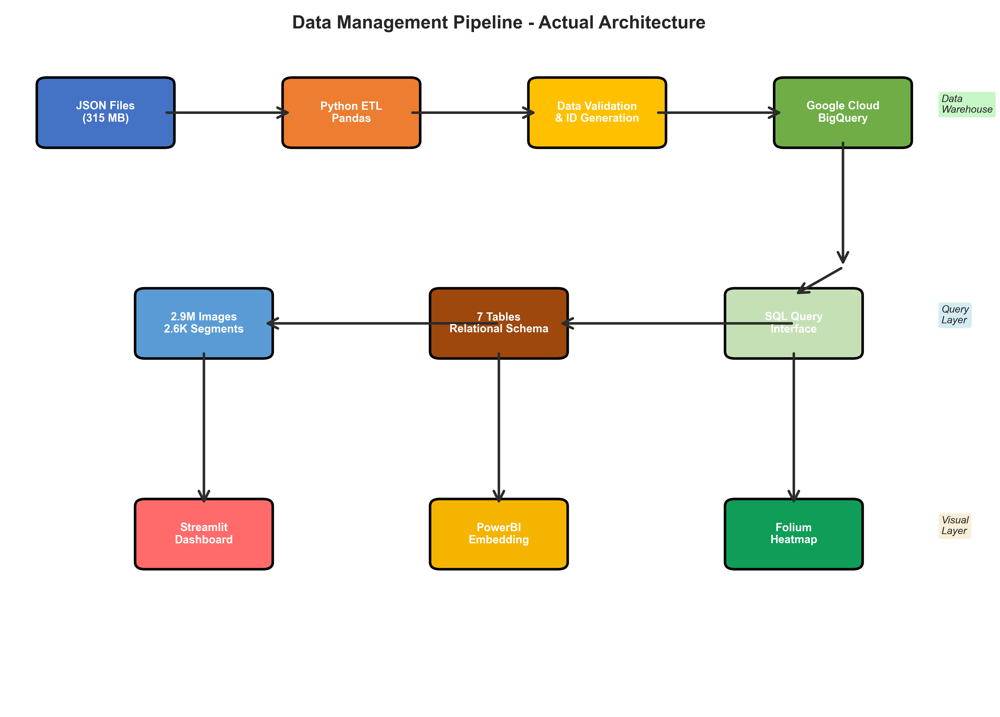 Data Management Pipeline - Actual Architecture
JSON Files
(315 MB)
Python ETL
Pandas
Data Validation
& ID Generation
Google Cloud
BigQuery
Data
Warehouse
2.9M Images
2.6K Segments
7 Tables
Relational Schema
SQL Query
Interface
Query
Layer
Streamlit
Dashboard
PowerBI
Embedding
Folium
Heatmap
Visual
Layer